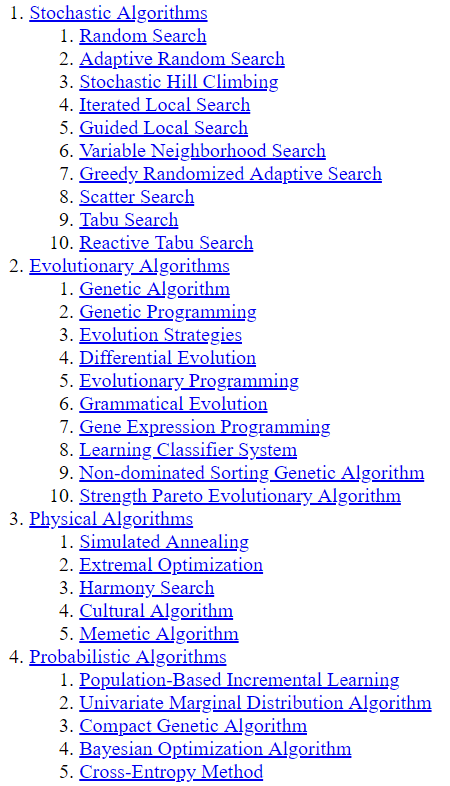 1. Stochastic Algorithms
1. Random Search
2. Adaptive Random Search
3. Stochastic Hill Climbing
4. Iterated Local Search
5. Guided Local Search
6. Variable Neighborhood Search
7. Greedy Randomized Adaptive Search
8. Scatter Search
9. Tabu Search
10. Reactive Tabu Search
2. Evolutionary Algorithms
1. Genetic Algorithm
2. Genetic Programming
3. Evolution Strategies
4. Differential Evolution
5. Evolutionary Programming
6. Grammatical Evolution
7. Gene Expression Programming
8. Learning Classifier System
9. Non-dominated Sorting Genetic Algorithm
10. Strength Pareto Evolutionary Algorithm
3. Physical Algorithms
1. Simulated Annealing
2. Extremal Optimization
3. Harmony Search
4. Cultural Algorithm
5. Memetic Algorithm
4. Probabilistic Algorithms
1. Population-Based Incremental Learning
2. Univariate Marginal Distribution Algorithm
3. Compact Genetic Algorithm
4. Bayesian Optimization Algorithm
5. Cross-Entropy Method